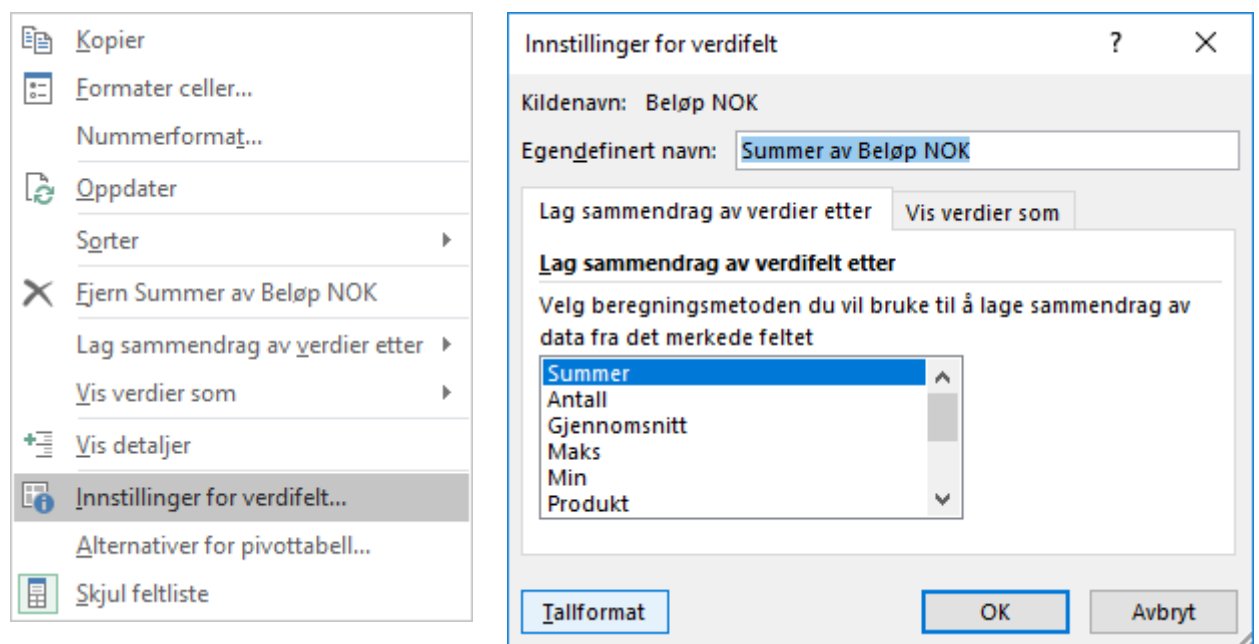 Kopier
Formater celler...
Nummerformat...
Oppdater
Sorter
Fjern Summer av Beløp NOK
Lag sammendrag av verdier etter
Vis verdier som
Vis detaljer
Innstillinger for verdifelt...
Alternativer for pivottabell...
Skjul feltliste
Innstillinger for verdifelt
?
Kildenavn: Beløp NOK
Egendefinert navn: Summer av Beløp NOK
Lag sammendrag av verdier etter Vis verdier som
Lag sammendrag av verdifelt etter
Velg beregningsmetoden du vil bruke til å lage sammendrag av
data fra det merkede feltet
Summer
Antall
Gjennomsnitt
Maks
Min
Produkt
Tallformat OK Avbryt